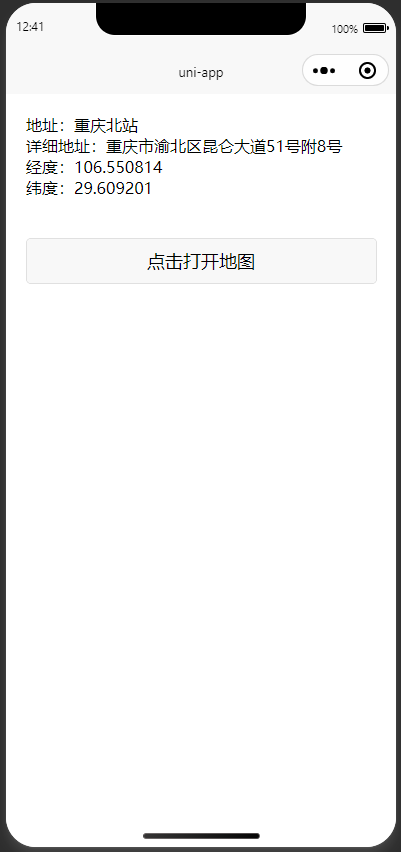 12:41
100%
uni-app
地址：重庆北站
详细地址：重庆市渝北区昆仑大道51号附8号
经度：106.550814
纬度：29.609201
点击打开地图